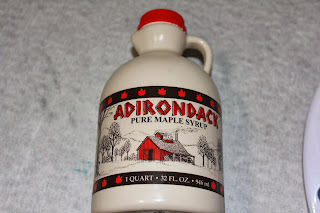 ADIRONDACK
PURE MAPLE SYRUP
1 QUART • 32 FL. OZ. • 946 ml